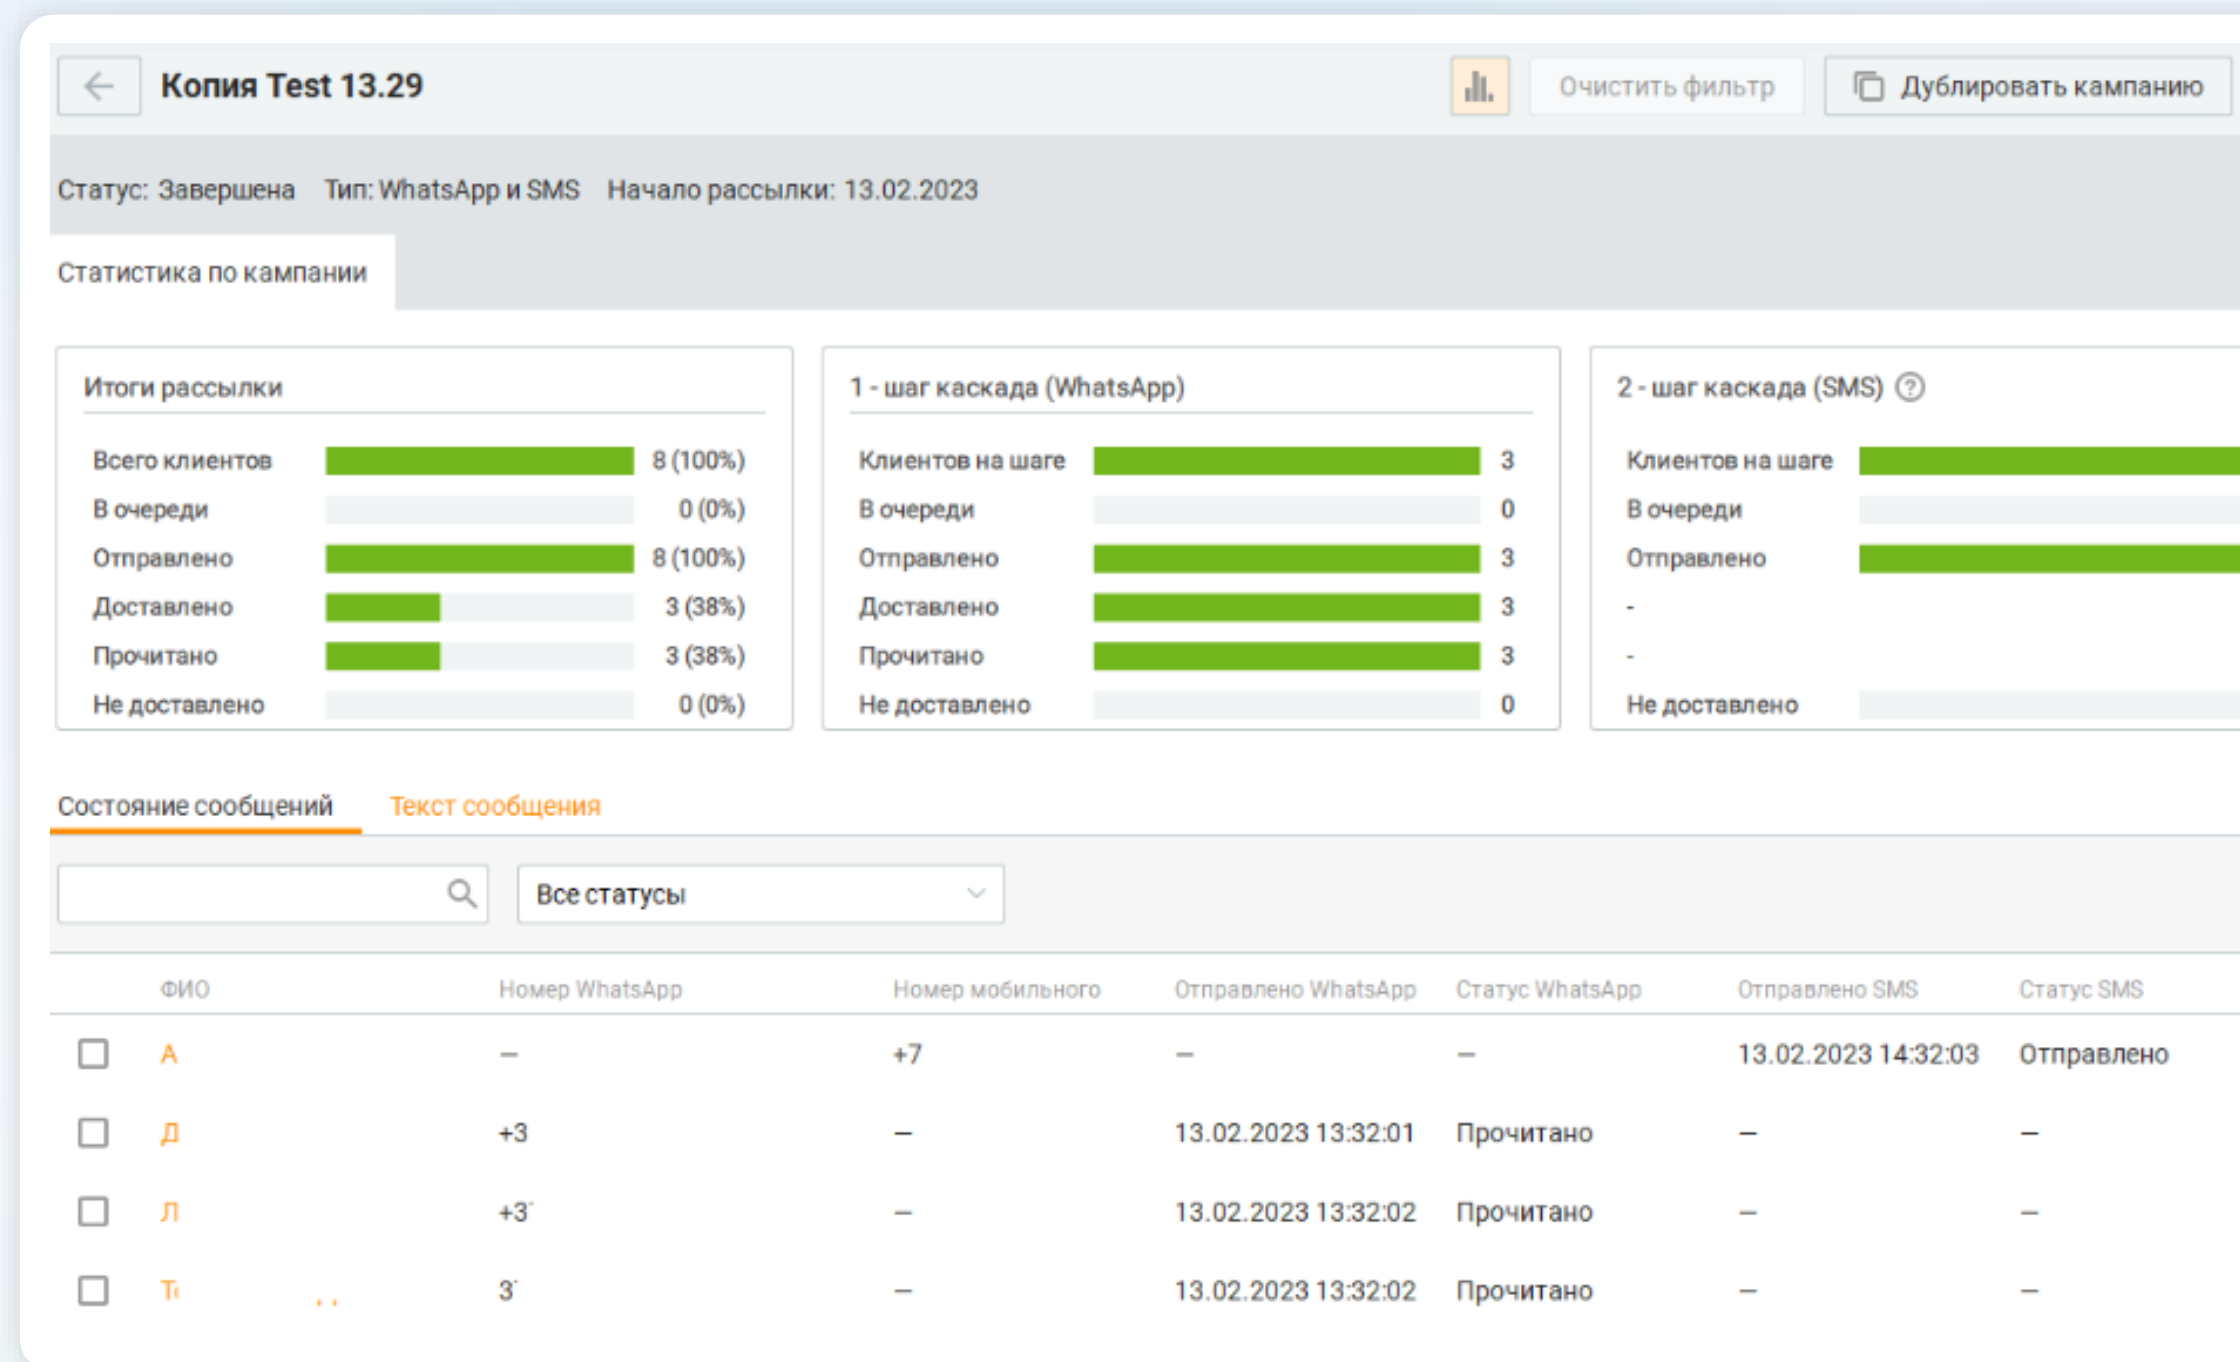 Копия Test 13.29
Очистить фильтр
Дублировать кампанию
Статус: Завершена Тип: WhatsApp и SMS Начало рассылки: 13.02.2023
Статистика по кампании
Итоги рассылки
Всего клиентов 8 (100%)
В очереди 0 (0%)
Отправлено 8 (100%)
Доставлено 3 (38%)
Прочитано 3 (38%)
Не доставлено 0 (0%)
1 - шаг каскада (WhatsApp)
Клиентов на шаге 3
В очереди 0
Отправлено 3
Доставлено 3
Прочитано 3
Не доставлено 0
2 - шаг каскада (SMS) ?
Клиентов на шаге
В очереди
Отправлено
-
-
Не доставлено
Состояние сообщений Текст сообщения
Все статусы
ФИО Номер WhatsApp Номер мобильного Отправлено WhatsApp Статус WhatsApp Отправлено SMS Статус SMS
А — +7 — — 13.02.2023 14:32:03 Отправлено
Д +3 — 13.02.2023 13:32:01 Прочитано — —
Л +3 — 13.02.2023 13:32:02 Прочитано — —
Т 3 — 13.02.2023 13:32:02 Прочитано — —